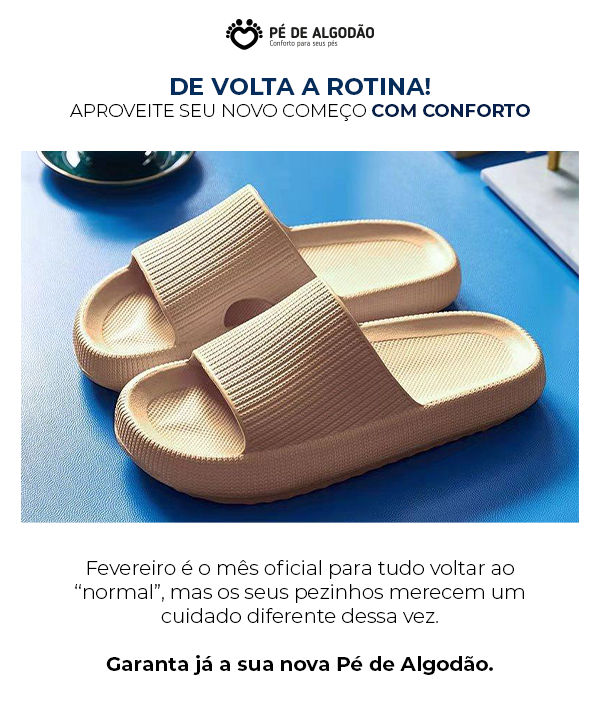 PÉ DE ALGODÃO
Conforto para seus pés
DE VOLTA A ROTINA!
APROVEITE SEU NOVO COMEÇO COM CONFORTO
Fevereiro é o mês oficial para tudo voltar ao
“normal”, mas os seus pezinhos merecem um
cuidado diferente dessa vez.
Garanta já a sua nova Pé de Algodão.